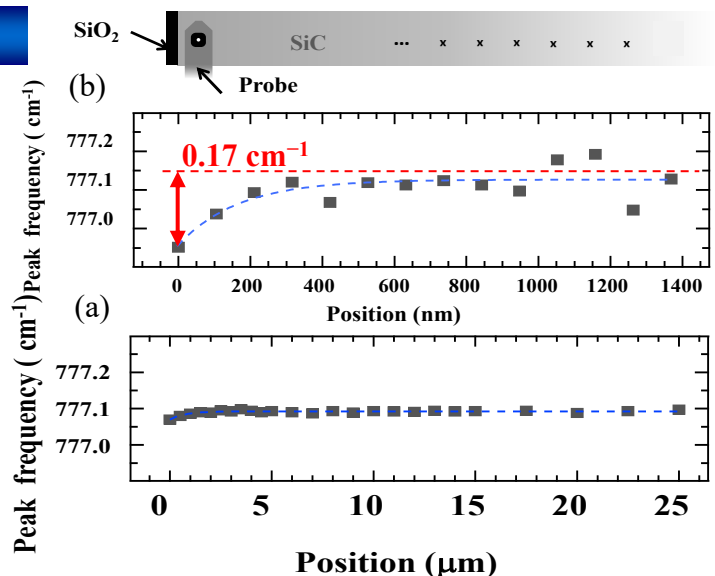 SiO₂
SiC
... x x x x x x
Probe
(b)
Peak frequency ( cm⁻¹)
777.2
777.1
777.0
0.17 cm⁻¹
0 200 400 600 800 1000 1200 1400
Position (nm)
(a)
Peak frequency ( cm⁻¹)
777.2
777.1
777.0
0 5 10 15 20 25
Position (μm)